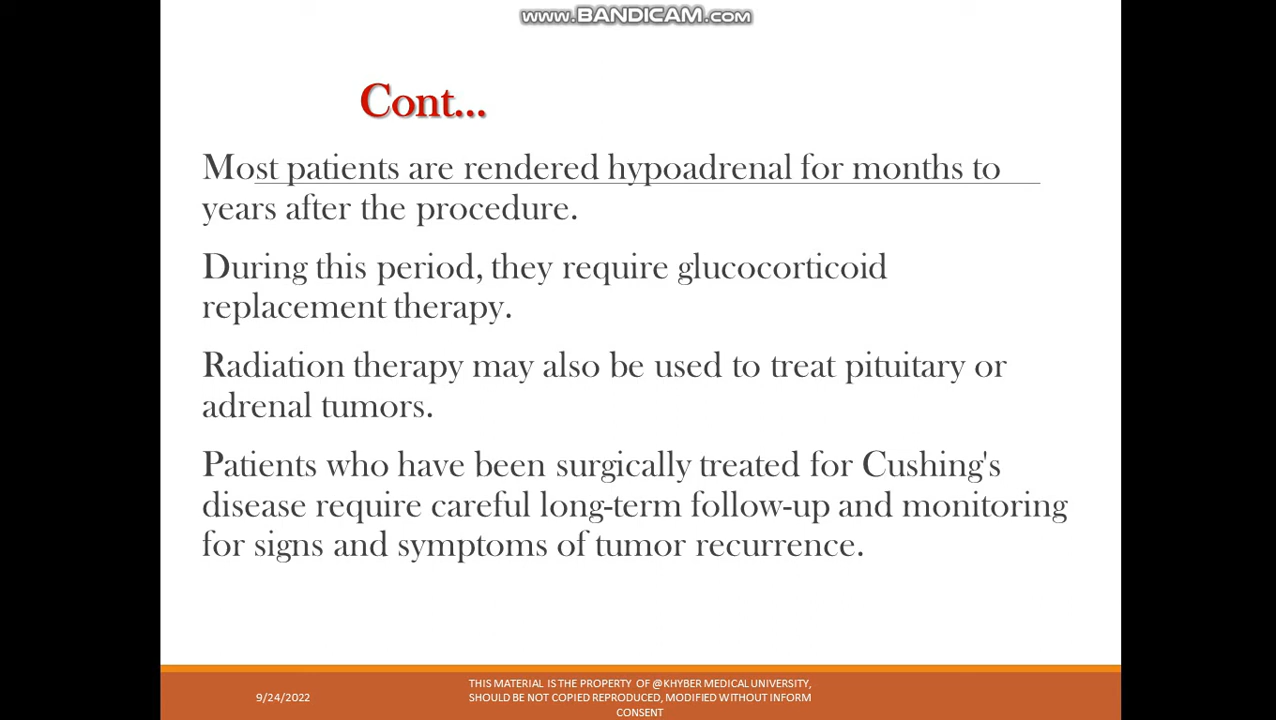 www.BANDICAM.com
Cont...
Most patients are rendered hypoadrenal for months to
years after the procedure.
During this period, they require glucocorticoid
replacement therapy.
Radiation therapy may also be used to treat pituitary or
adrenal tumors.
Patients who have been surgically treated for Cushing's
disease require careful long-term follow-up and monitoring
for signs and symptoms of tumor recurrence.
9/24/2022
THIS MATERIAL IS THE PROPERTY OF @KHYBER MEDICAL UNIVERSITY,
SHOULD BE NOT COPIED REPRODUCED, MODIFIED WITHOUT INFORM
CONSENT